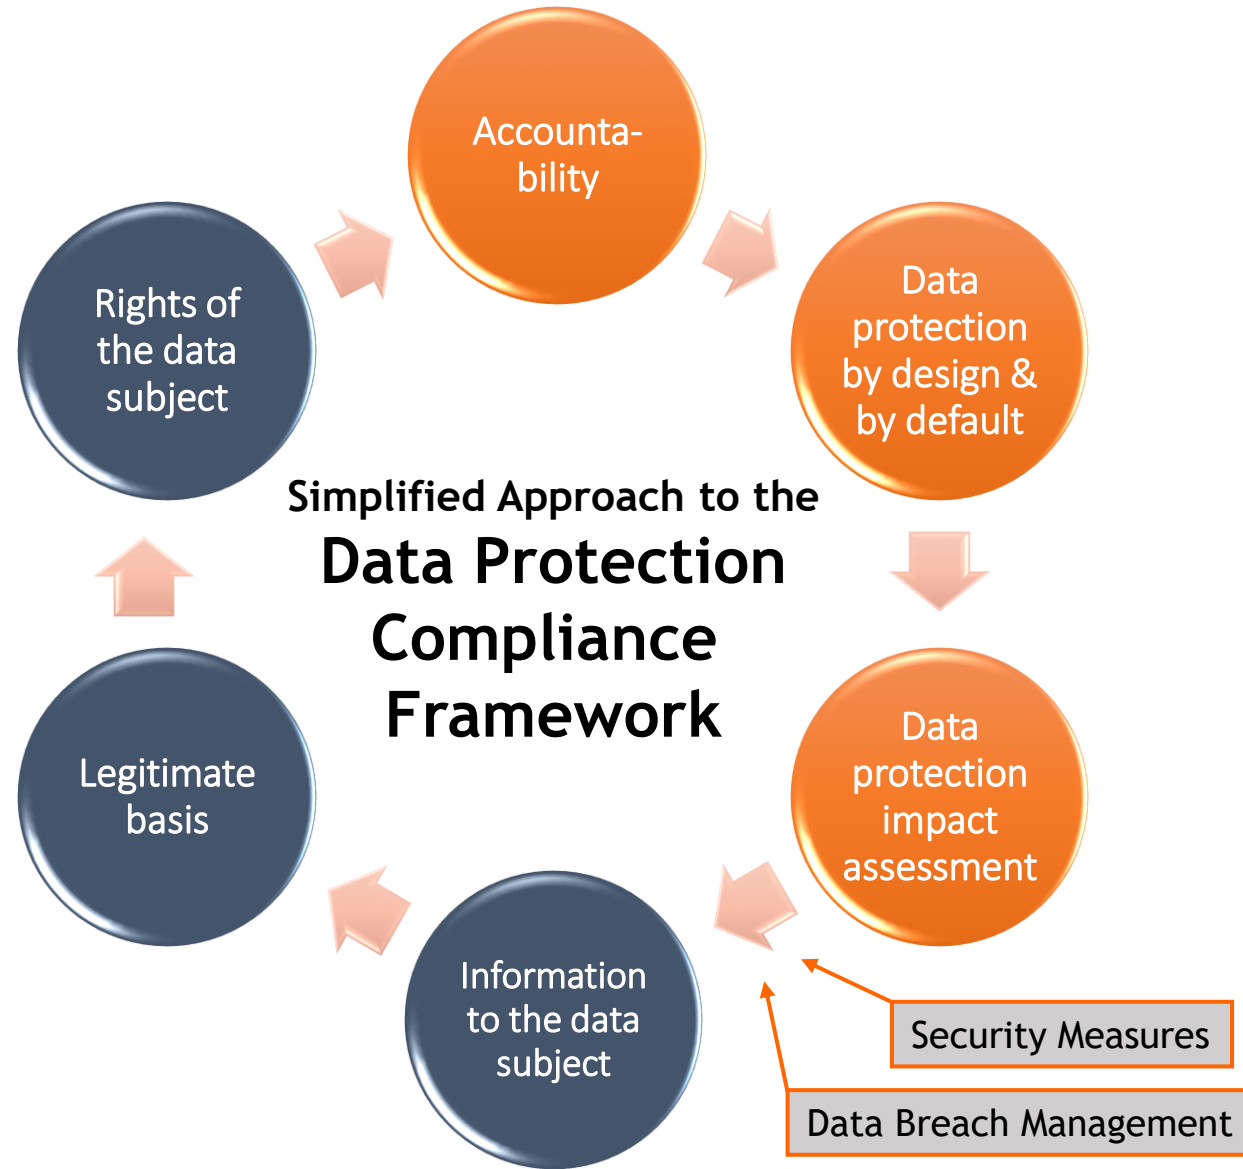 Accounta-
bility
Data
protection
by design &
by default
Data
protection
impact
assessment
Security Measures
Data Breach Management
Information
to the data
subject
Legitimate
basis
Rights of
the data
subject
Simplified Approach to the
Data Protection
Compliance
Framework